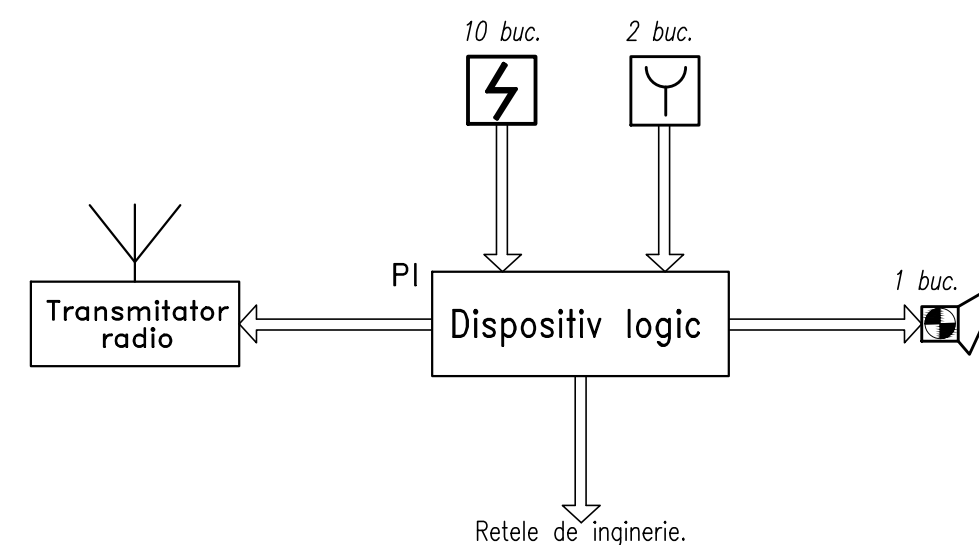 10 buc.
2 buc.
PI
1 buc.
Transmitator
radio
Dispozitiv logic
Retele de inginerie.